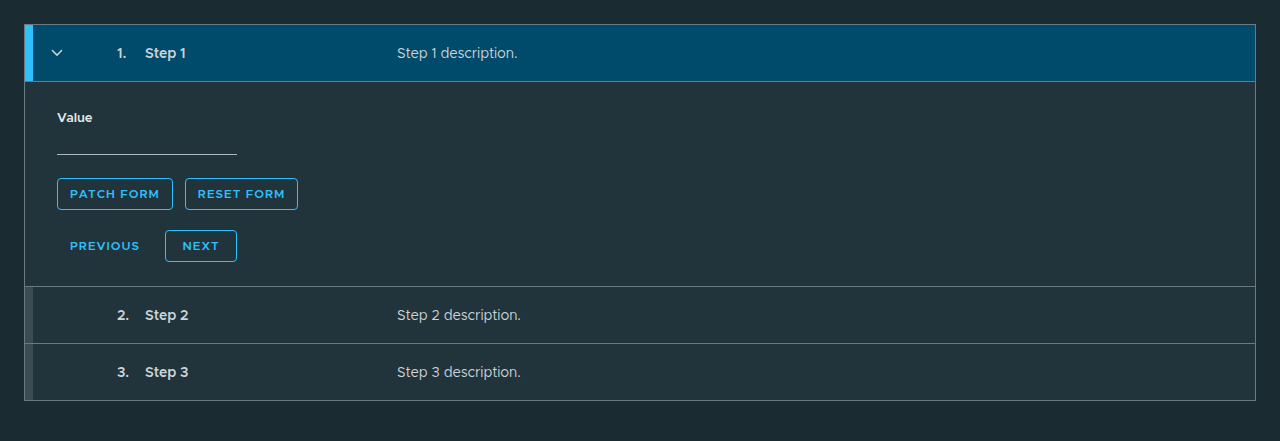 1. Step 1 Step 1 description.
Value
PATCH FORM RESET FORM
PREVIOUS NEXT
2. Step 2 Step 2 description.
3. Step 3 Step 3 description.